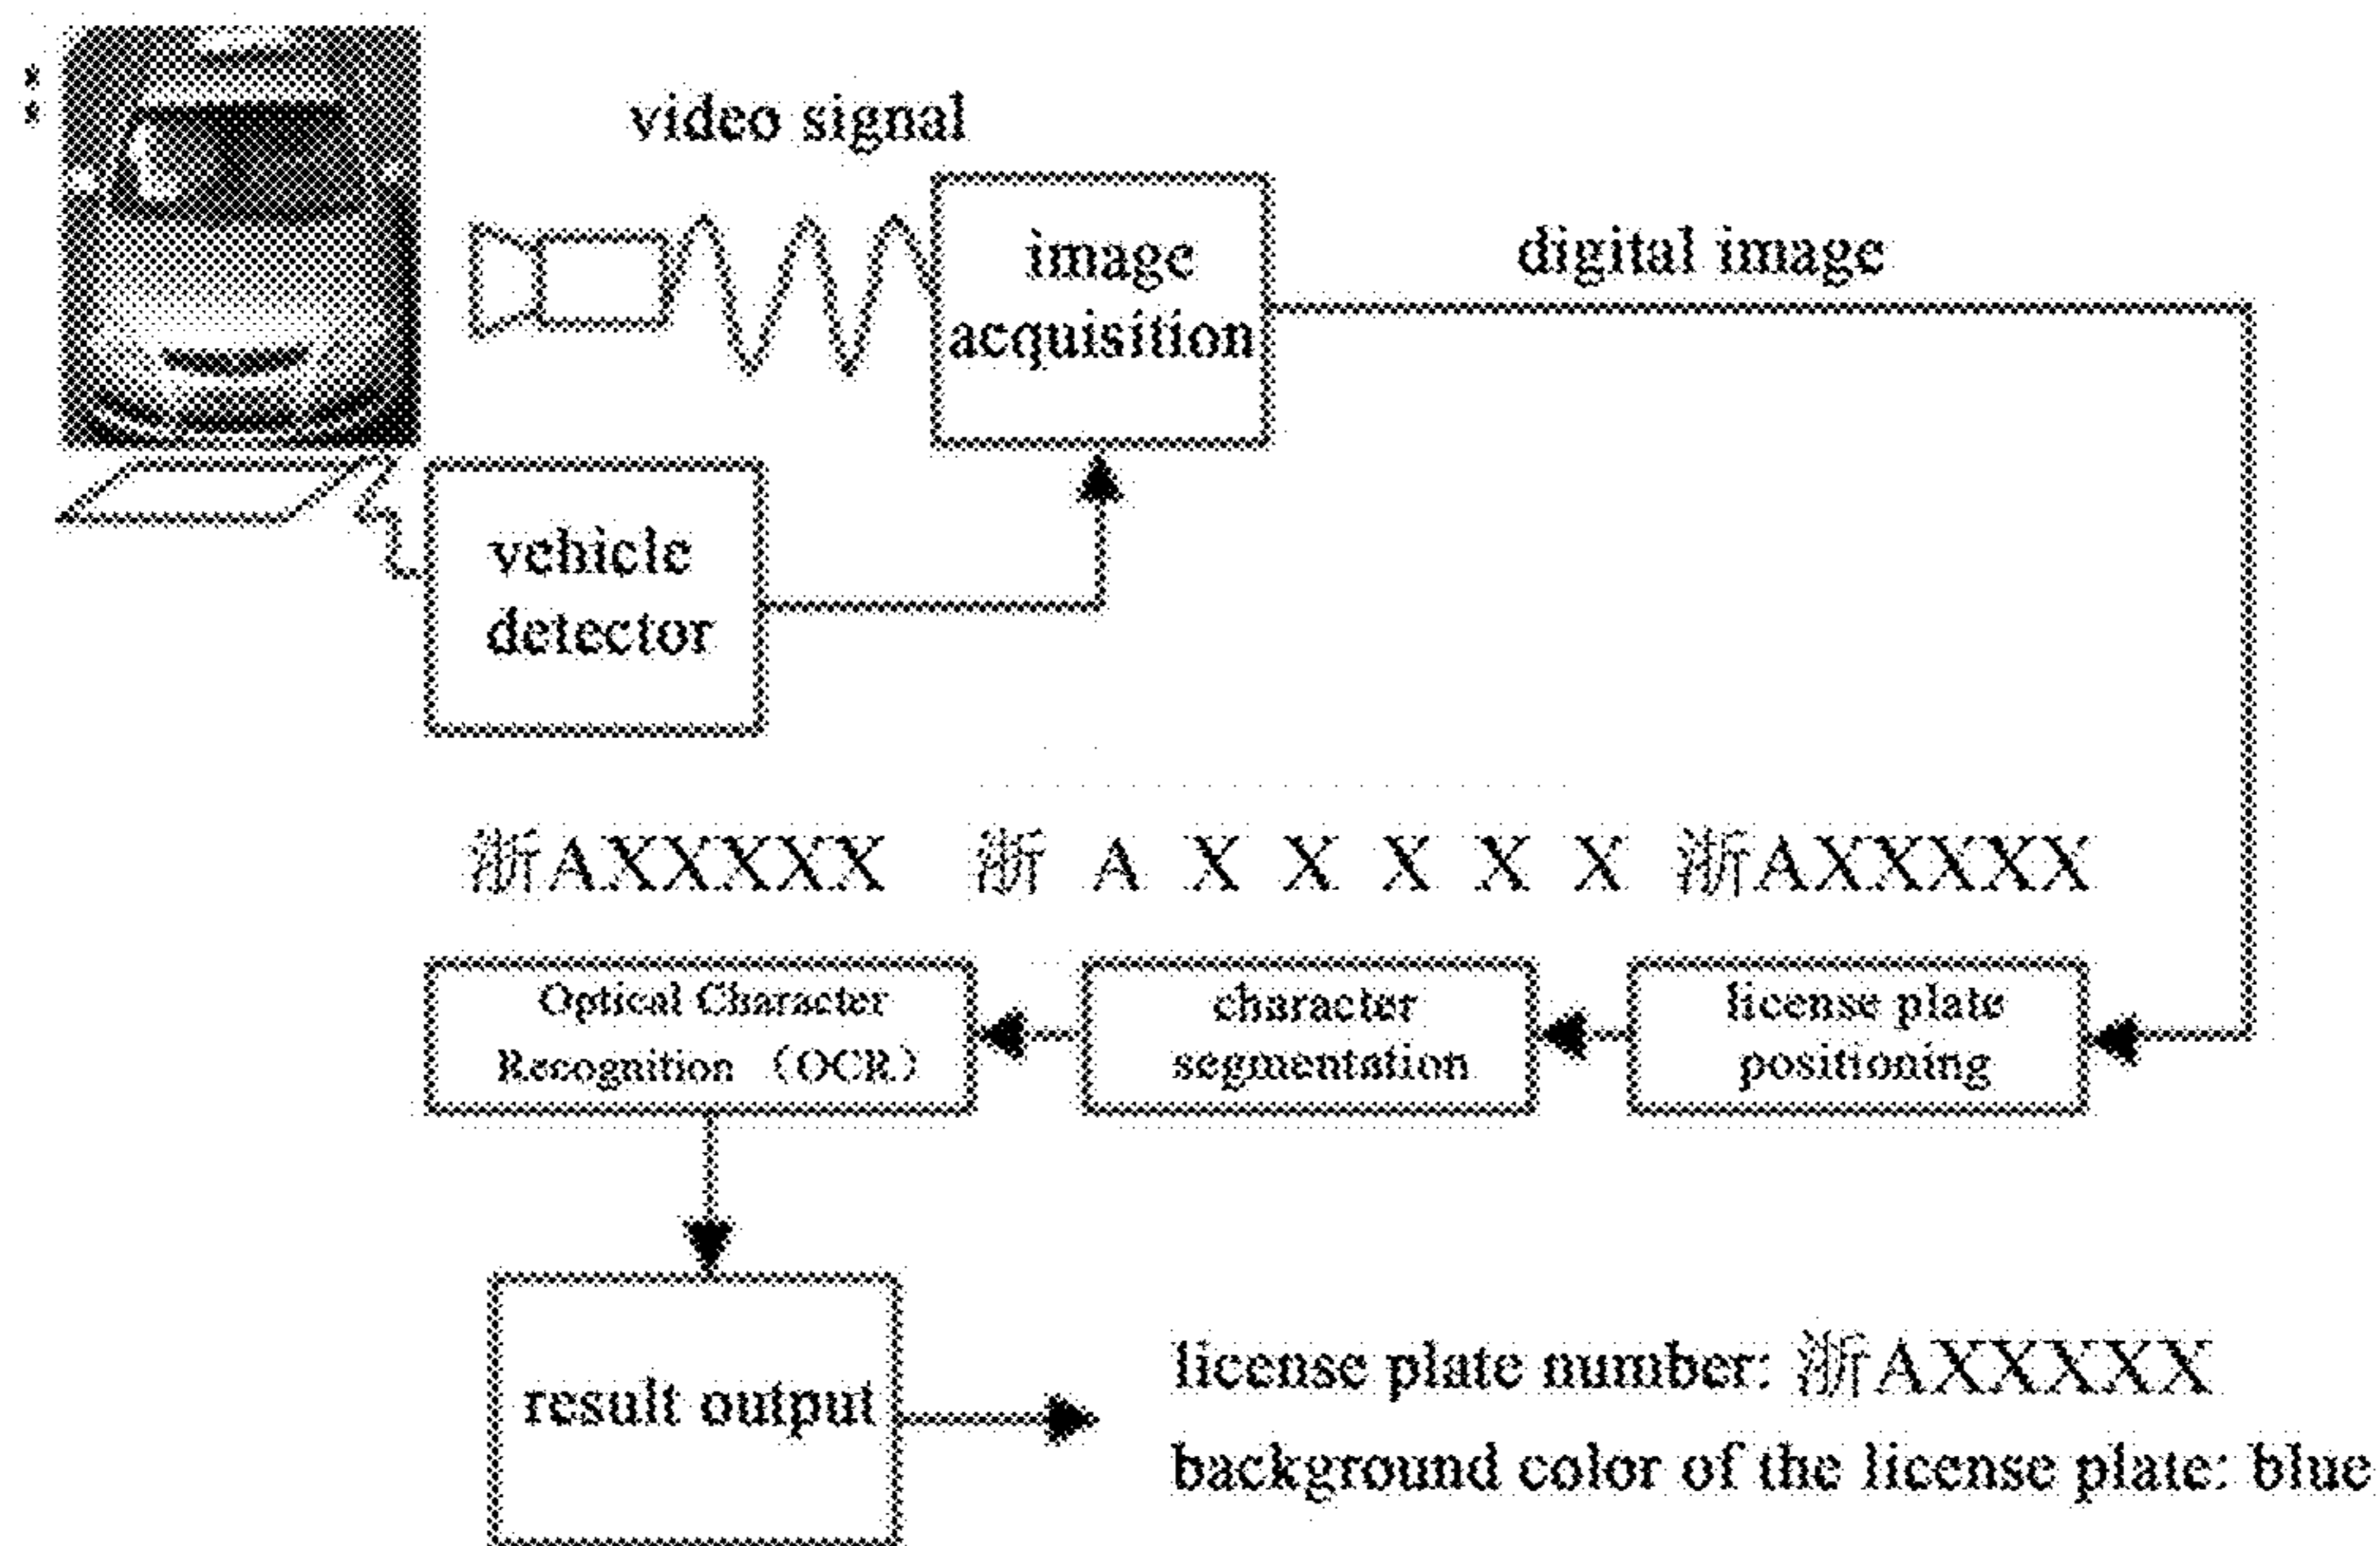 video signal
image
acquisition
digital image
vehicle
detector
浙AXXXXX
浙 A X X X X X
浙AXXXXX
Optical Character
Recognition （OCR）
character
segmentation
license plate
positioning
result output
license plate number: 浙AXXXXX
background color of the license plate: blue